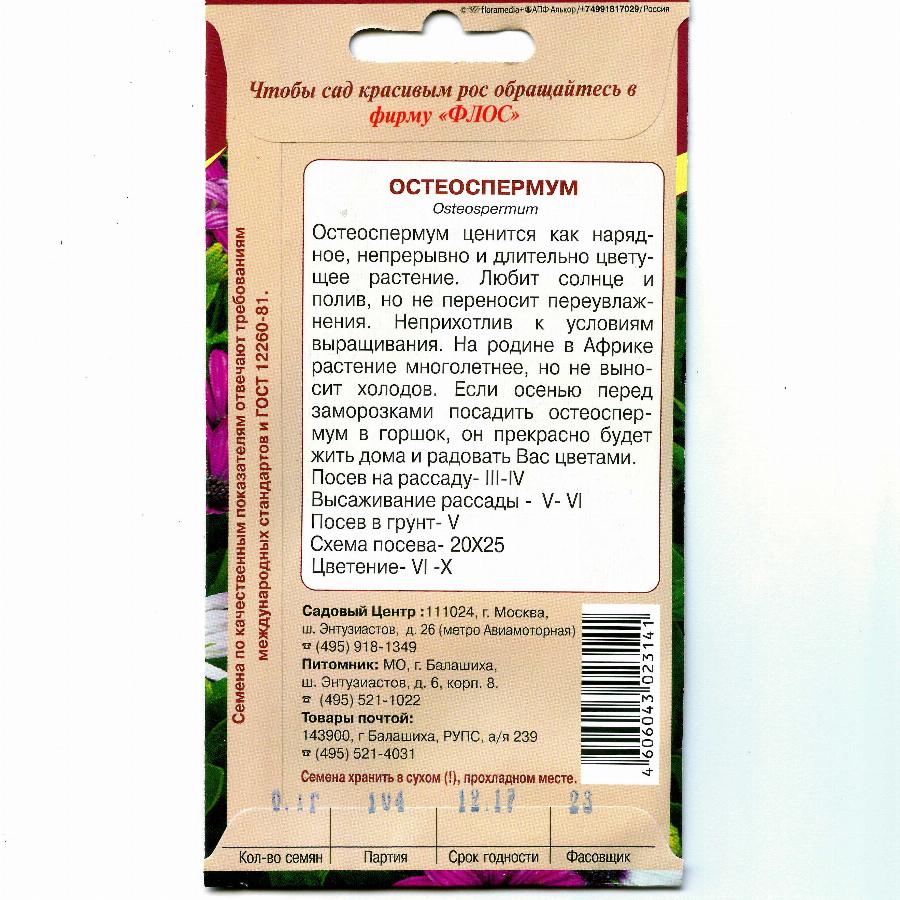 © floramedia+ АПФ Алькор/+74991817029/Россия
Чтобы сад красивым рос обращайтесь в
фирму «ФЛОС»
ОСТЕОСПЕРМУМ
Osteospermum
Остеоспермум ценится как наряд-
ное, непрерывно и длительно цвету-
щее растение. Любит солнце и
полив, но не переносит переувлаж-
нения. Неприхотлив к условиям
выращивания. На родине в Африке
растение многолетнее, но не выно-
сит холодов. Если осенью перед
заморозками посадить остеоспер-
мум в горшок, он прекрасно будет
жить дома и радовать Вас цветами.
Посев на рассаду- III-IV
Высаживание рассады - V- VI
Посев в грунт- V
Схема посева- 20X25
Цветение- VI -X
Семена по качественным показателям отвечают требованиям
международных стандартов и ГОСТ 12260-81.
Садовый Центр :111024, г. Москва,
ш. Энтузиастов, д. 26 (метро Авиамоторная)
☎ (495) 918-1349
Питомник: МО, г. Балашиха,
ш. Энтузиастов, д. 6, корп. 8.
☎ (495) 521-1022
Товары почтой:
143900, г Балашиха, РУПС, а/я 239
☎ (495) 521-4031
4 606043 023141
Семена хранить в сухом (!), прохладном месте.
0.1г 104 12.17 23
Кол-во семян Партия Срок годности Фасовщик